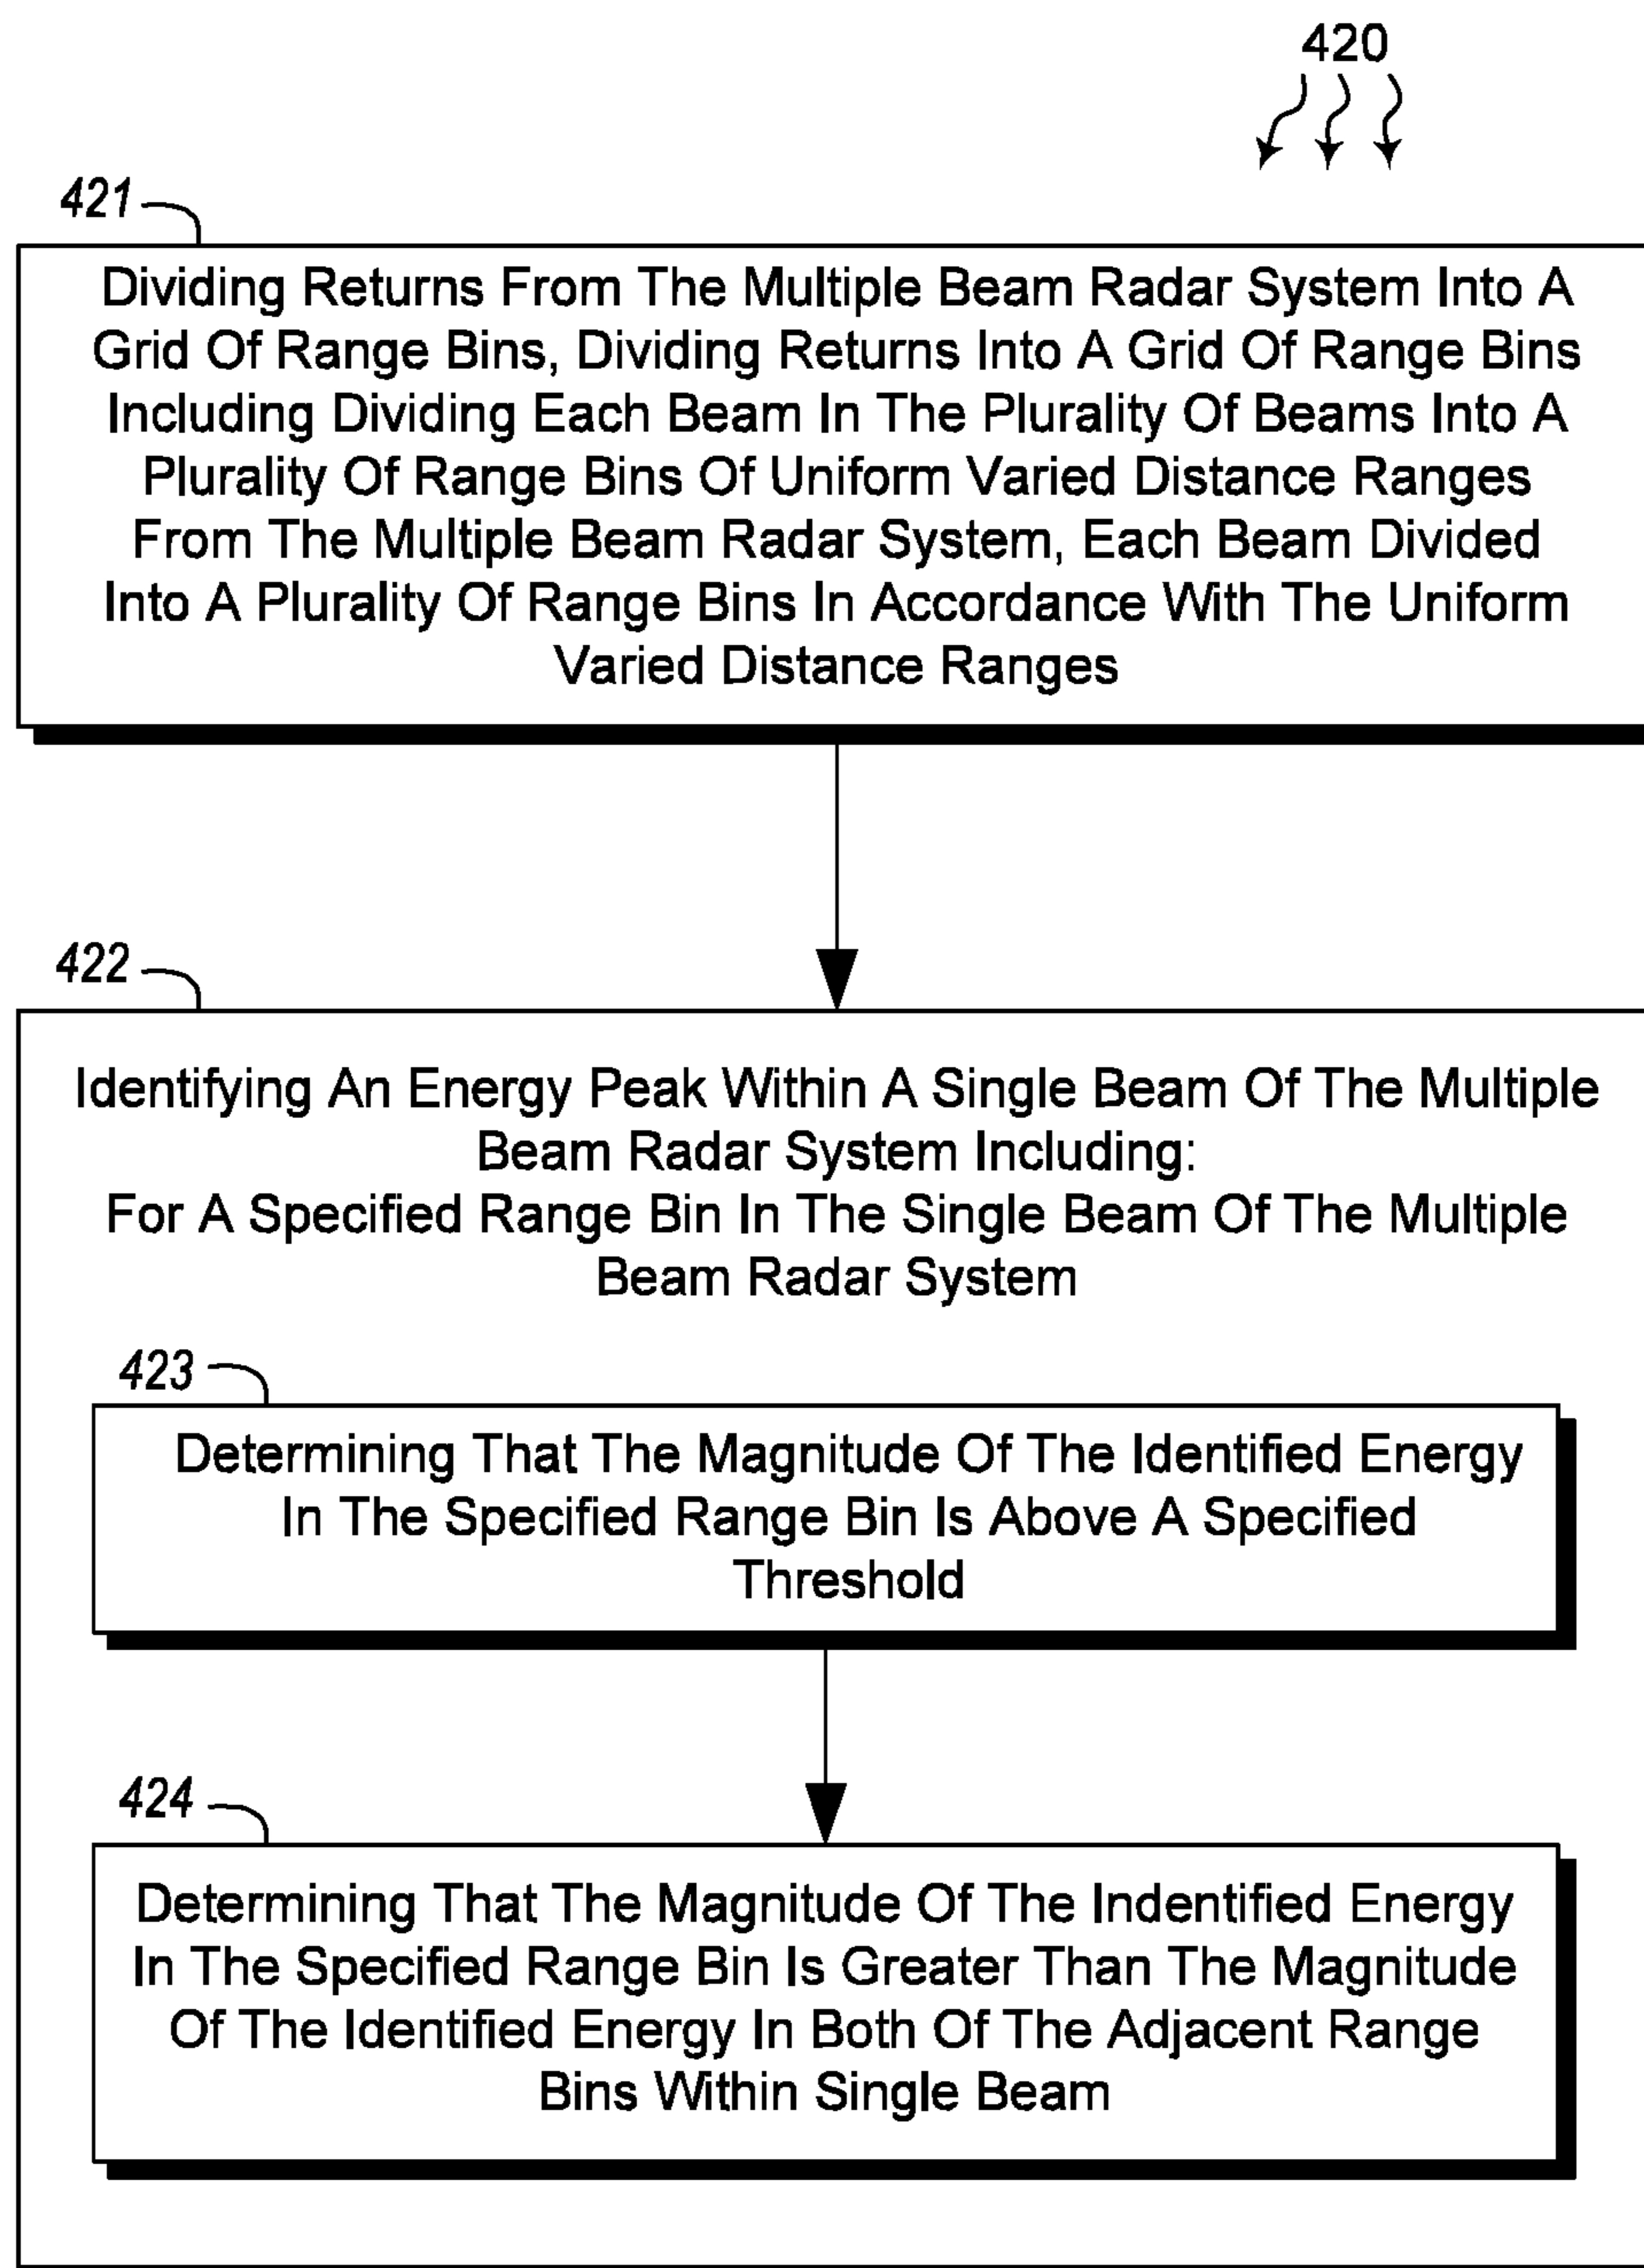 420
421
Dividing Returns From The Multiple Beam Radar System Into A
Grid Of Range Bins, Dividing Returns Into A Grid Of Range Bins
Including Dividing Each Beam In The Plurality Of Beams Into A
Plurality Of Range Bins Of Uniform Varied Distance Ranges
From The Multiple Beam Radar System, Each Beam Divided
Into A Plurality Of Range Bins In Accordance With The Uniform
Varied Distance Ranges
422
Identifying An Energy Peak Within A Single Beam Of The Multiple
Beam Radar System Including:
For A Specified Range Bin In The Single Beam Of The Multiple
Beam Radar System
423
Determining That The Magnitude Of The Identified Energy
In The Specified Range Bin Is Above A Specified
Threshold
424
Determining That The Magnitude Of The Indentified Energy
In The Specified Range Bin Is Greater Than The Magnitude
Of The Identified Energy In Both Of The Adjacent Range
Bins Within Single Beam